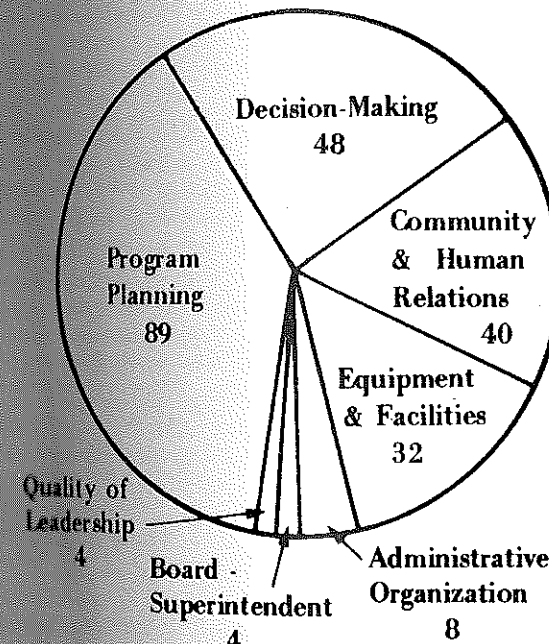 Decision-Making
48
Community
& Human
Relations
40
Program
Planning
89
Equipment
& Facilities
32
Quality of
Leadership
4
Board -
Superintendent
4
Administrative
Organization
8